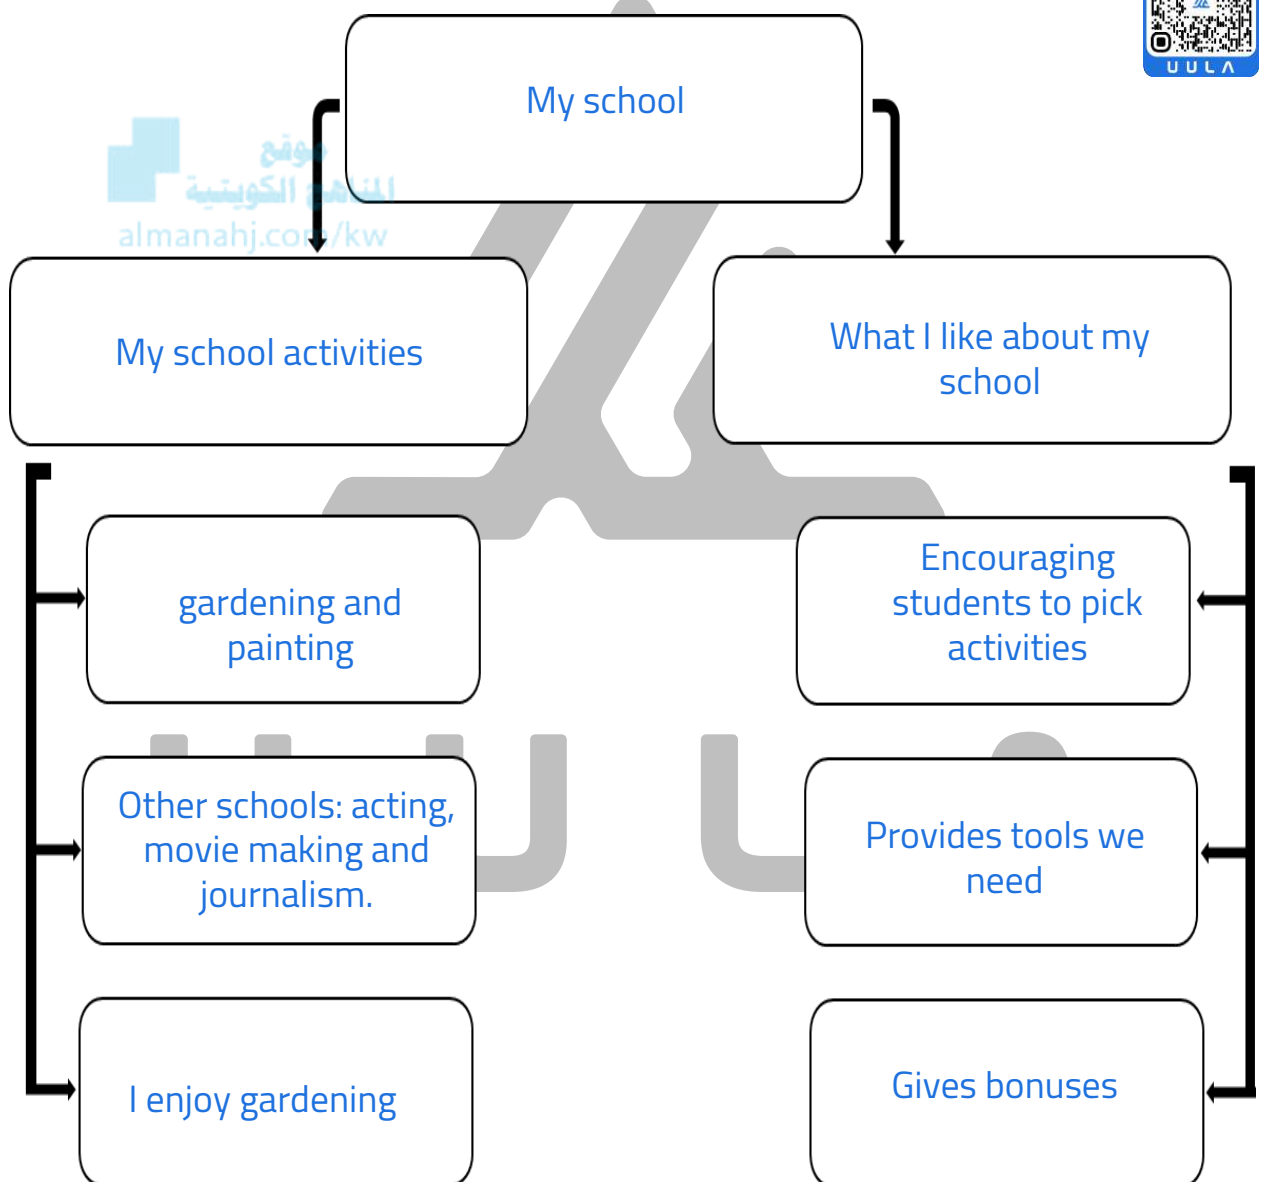 UULA
My school
موقع
المناهج الكويتية
almanahj.com/kw
My school activities
What I like about my
school
gardening and
painting
Encouraging
students to pick
activities
Other schools: acting,
movie making and
journalism.
Provides tools we
need
I enjoy gardening
Gives bonuses